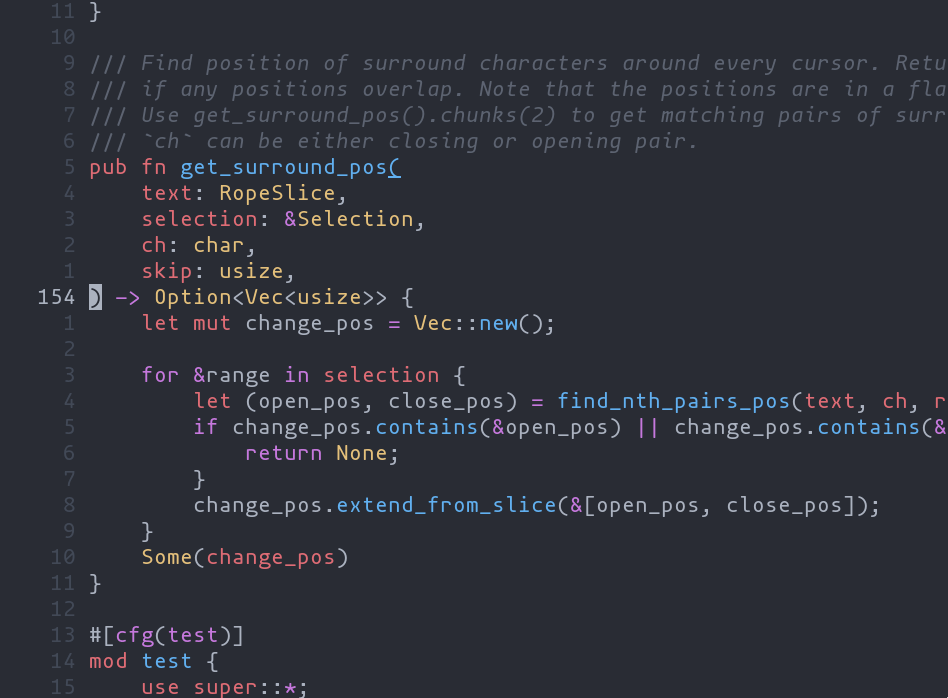 11 }
10
9 /// Find position of surround characters around every cursor. Retu
8 /// if any positions overlap. Note that the positions are in a fla
7 /// Use get_surround_pos().chunks(2) to get matching pairs of surr
6 /// `ch` can be either closing or opening pair.
5 pub fn get_surround_pos(
4     text: RopeSlice,
3     selection: &Selection,
2     ch: char,
1     skip: usize,
154 ) -> Option<Vec<usize>> {
1     let mut change_pos = Vec::new();
2
3     for &range in selection {
4         let (open_pos, close_pos) = find_nth_pairs_pos(text, ch, r
5         if change_pos.contains(&open_pos) || change_pos.contains(&
6             return None;
7         }
8         change_pos.extend_from_slice(&[open_pos, close_pos]);
9     }
10     Some(change_pos)
11 }
12
13 #[cfg(test)]
14 mod test {
15     use super::*;